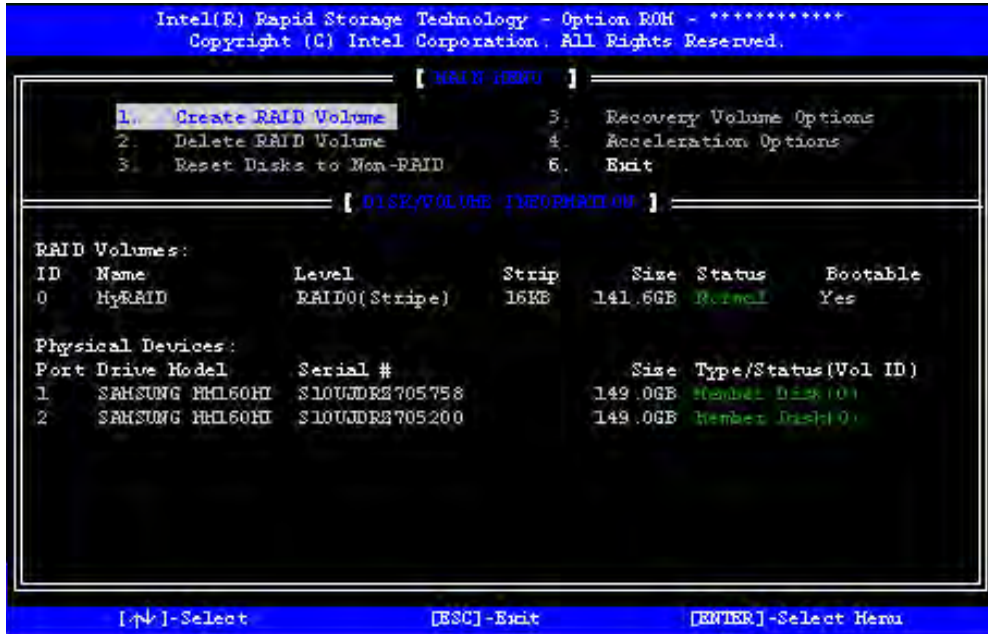 Intel(R) Rapid Storage Technology - Option ROM - ************
Copyright (C) Intel Corporation. All Rights Reserved.
[ MAIN MENU ]
1. Create RAID Volume
2. Delete RAID Volume
3. Reset Disks to Non-RAID
3. Recovery Volume Options
4. Acceleration Options
6. Exit
[ DISK/VOLUME INFORMATION ]
RAID Volumes:
ID Name Level Strip Size Status Bootable
0 MyRAID RAID0(Stripe) 16KB 141.6GB Normal Yes
Physical Devices:
Port Drive Model Serial # Size Type/Status(Vol ID)
1 SAMSUNG HM160HI S10UJDRS705758 149.0GB Member Disk(0)
2 SAMSUNG HM160HI S10UJDRS705200 149.0GB Member Disk(0)
[↑↓]-Select [ESC]-Exit [ENTER]-Select Menu